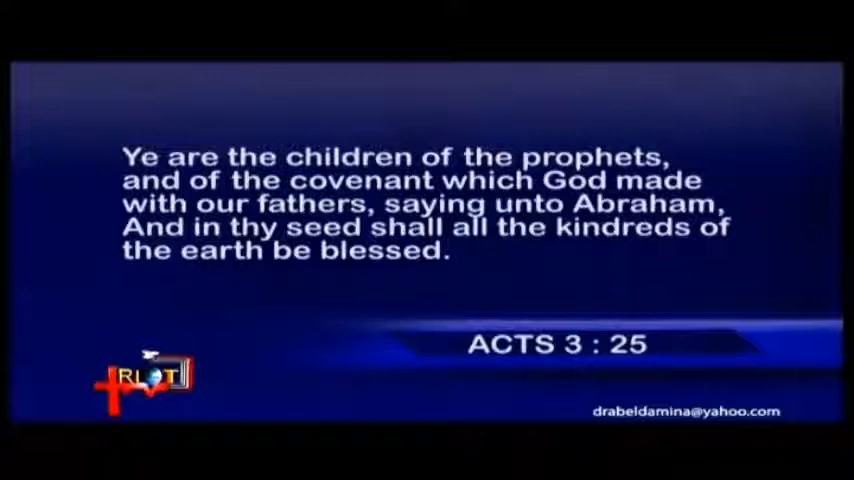 Ye are the children of the prophets,
and of the covenant which God made
with our fathers, saying unto Abraham,
And in thy seed shall all the kindreds of
the earth be blessed.
ACTS 3 : 25
drabeldamina@yahoo.com